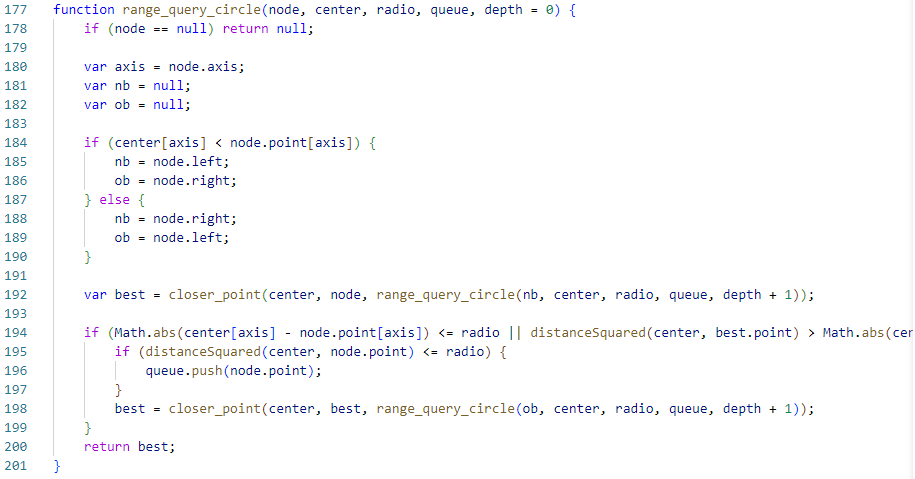 177 function range_query_circle(node, center, radio, queue, depth = 0) {
178 if (node == null) return null;
179
180 var axis = node.axis;
181 var nb = null;
182 var ob = null;
183
184 if (center[axis] < node.point[axis]) {
185 nb = node.left;
186 ob = node.right;
187 } else {
188 nb = node.right;
189 ob = node.left;
190 }
191
192 var best = closer_point(center, node, range_query_circle(nb, center, radio, queue, depth + 1));
193
194 if (Math.abs(center[axis] - node.point[axis]) <= radio || distanceSquared(center, best.point) > Math.abs(cer
195 if (distanceSquared(center, node.point) <= radio) {
196 queue.push(node.point);
197 }
198 best = closer_point(center, best, range_query_circle(ob, center, radio, queue, depth + 1));
199 }
200 return best;
201 }